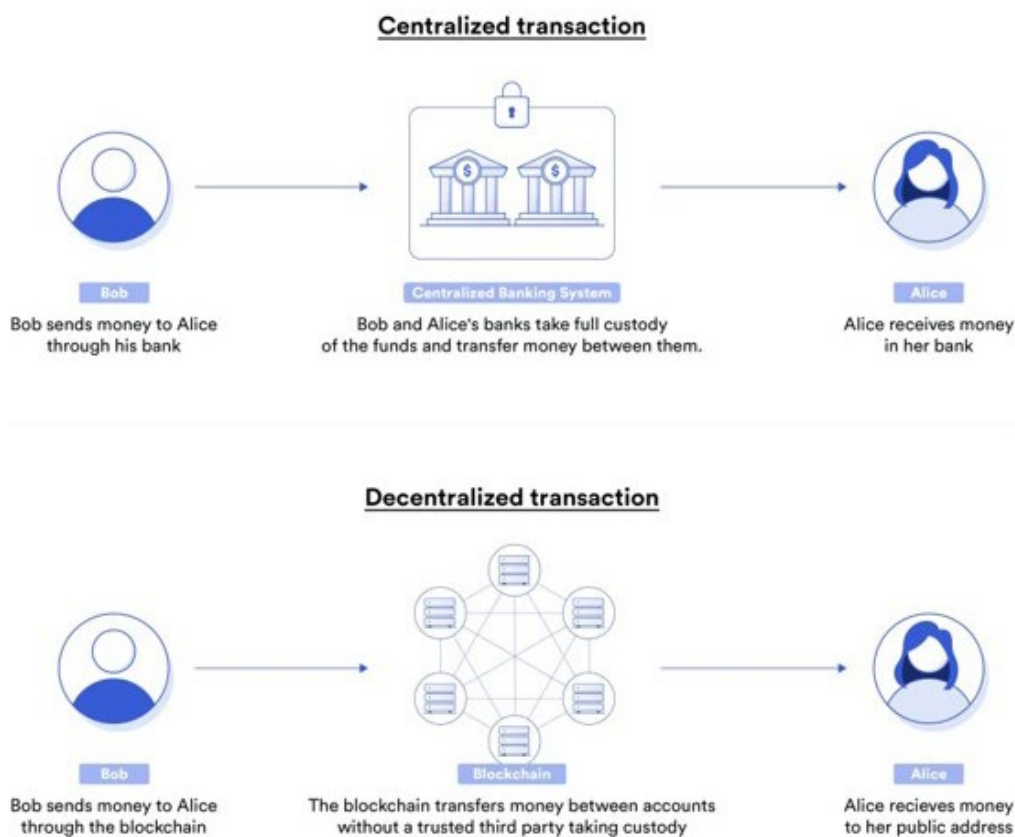 Centralized transaction
$ $
Bob
Centralized Banking System
Alice
Bob sends money to Alice
through his bank
Bob and Alice's banks take full custody
of the funds and transfer money between them.
Alice receives money
in her bank
Decentralized transaction
Bob
Blockchain
Alice
Bob sends money to Alice
through the blockchain
The blockchain transfers money between accounts
without a trusted third party taking custody
Alice recieves money
to her public address